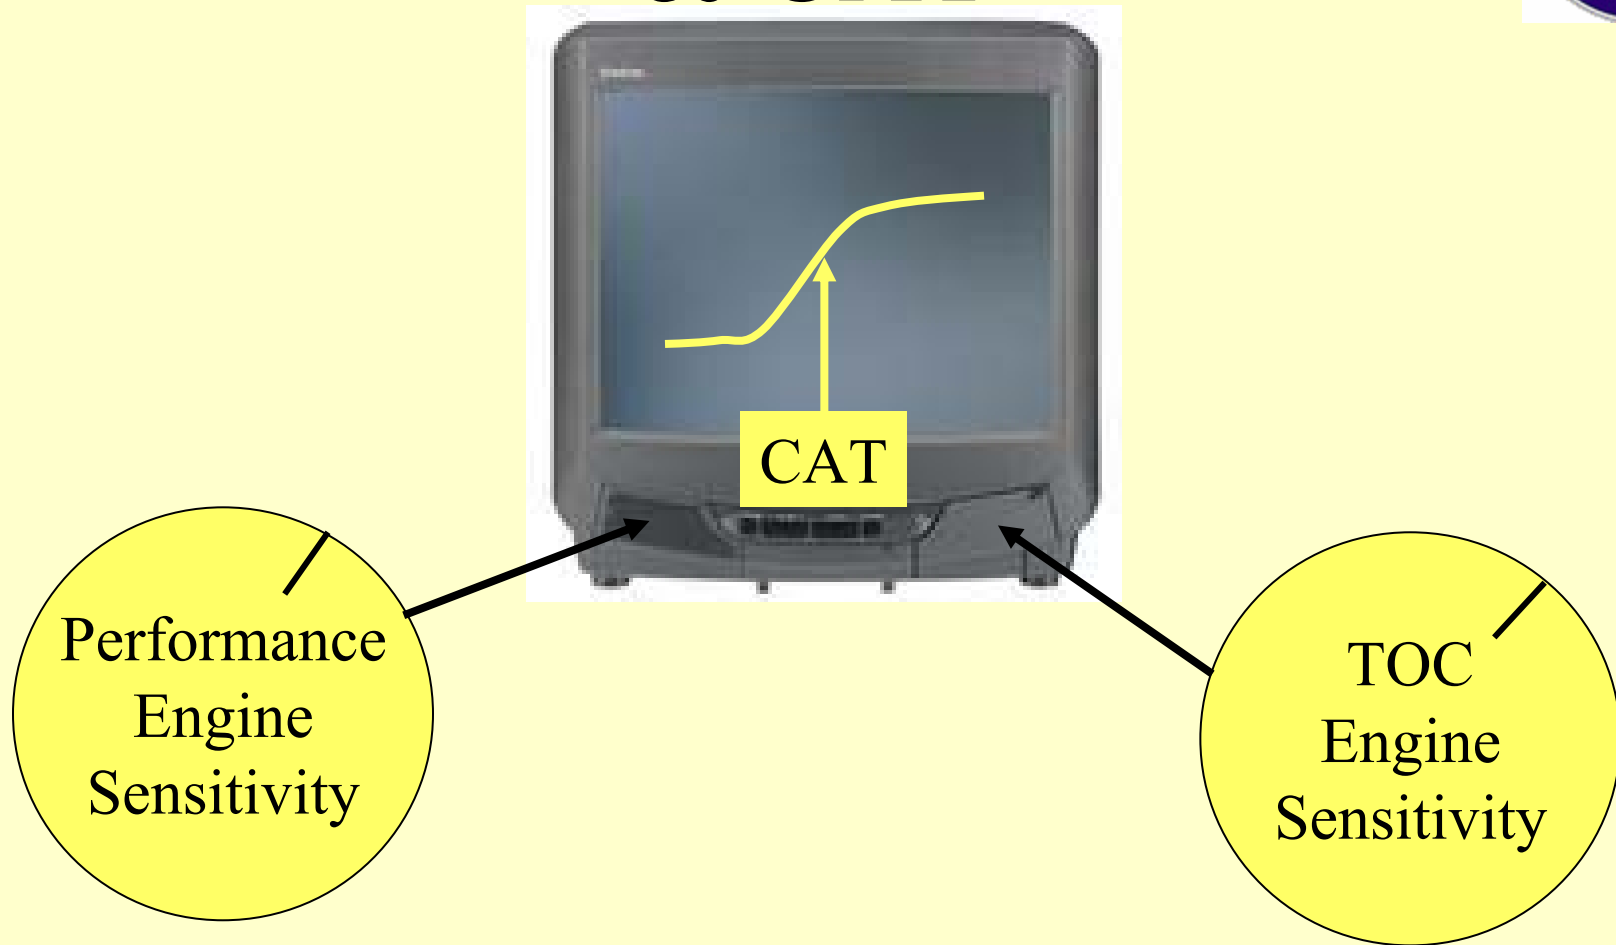 CAT
Performance
Engine
Sensitivity
TOC
Engine
Sensitivity